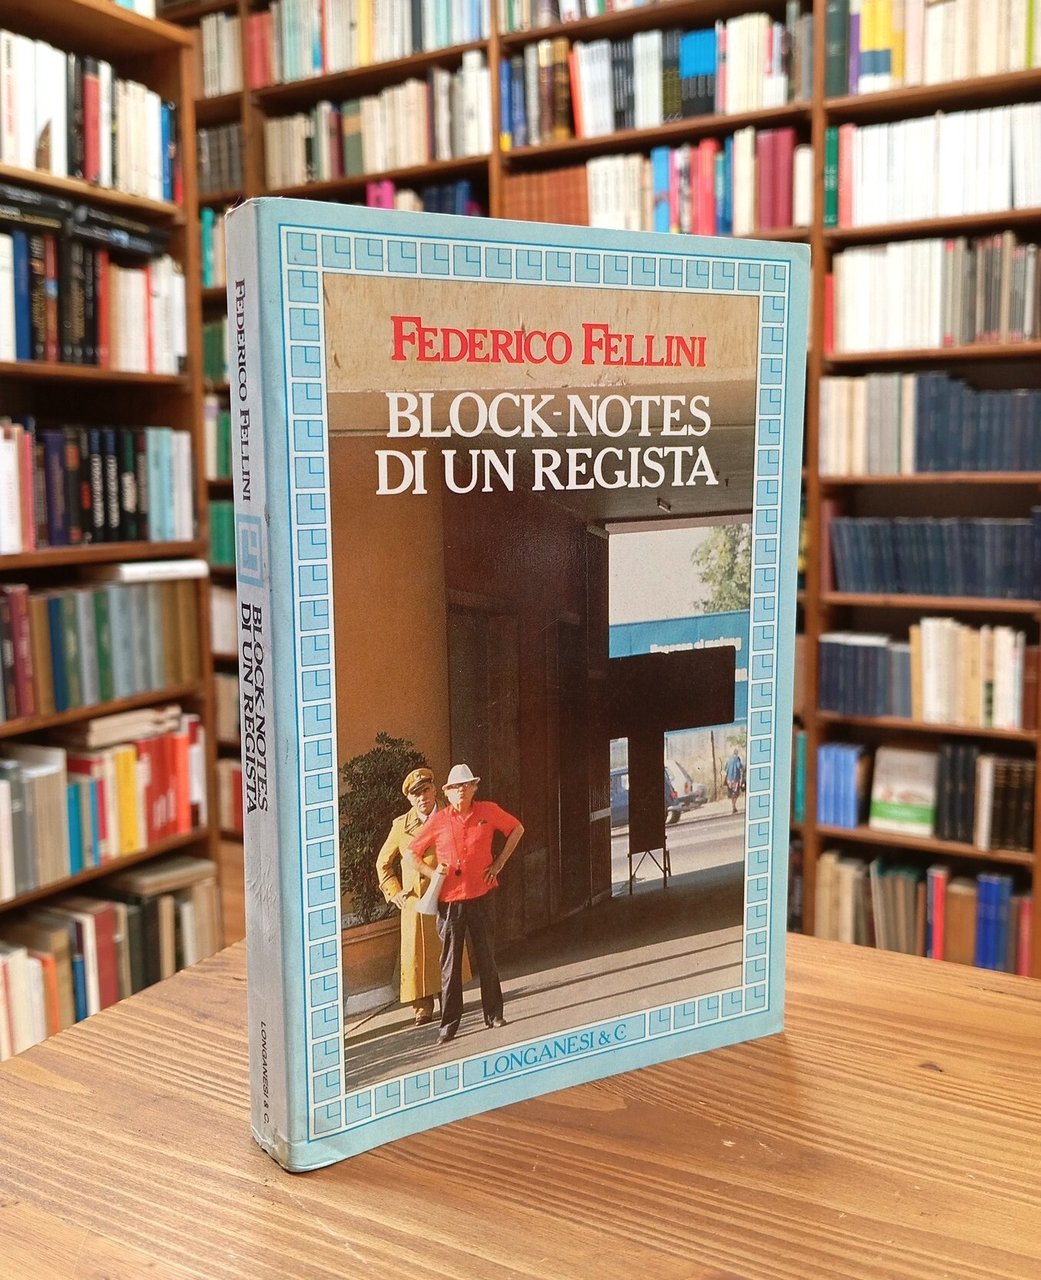 FEDERICO FELLINI
BLOCK-NOTES
DI UN REGISTA
LONGANESI & C.
FEDERICO FELLINI
BLOCK-NOTES
DI UN REGISTA
LONGANESI & C.